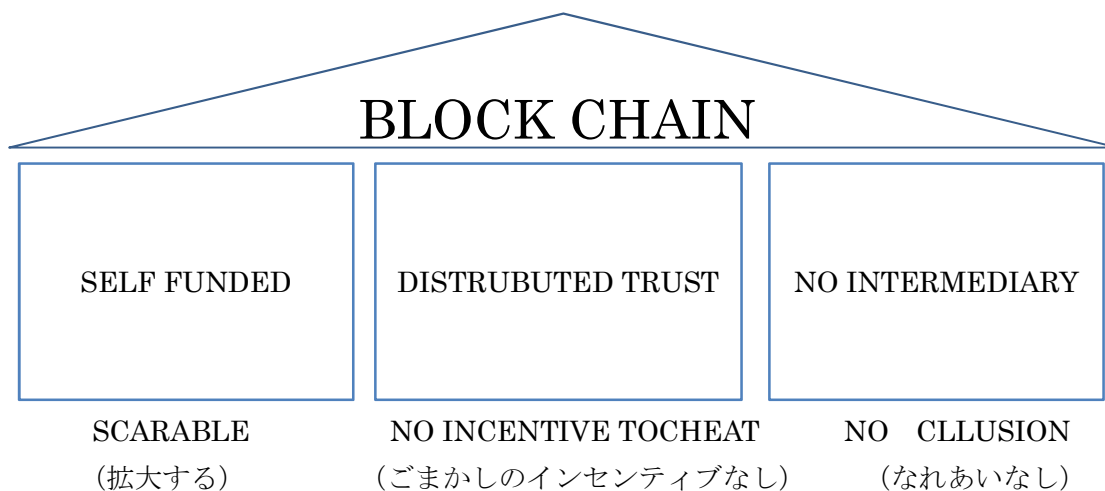 BLOCK CHAIN
SELF FUNDED
DISTRUBUTED TRUST
NO INTERMEDIARY
SCARABLE
(拡大する)
NO INCENTIVE TOCHEAT
(ごまかしのインセンティブなし)
NO　CLLUSION
(なれあいなし)